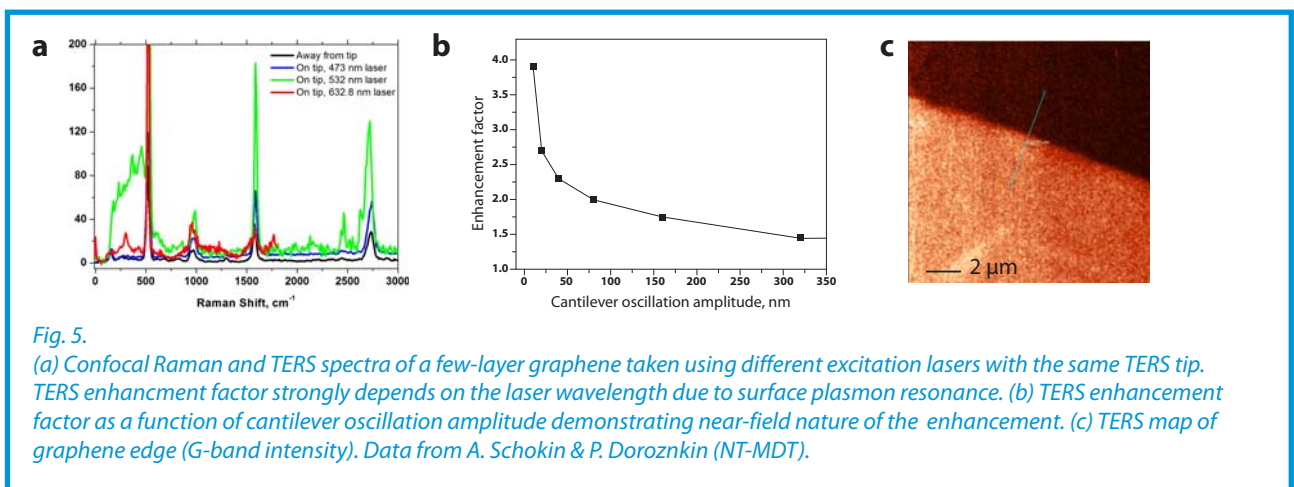 a
200
160
120
80
40
0
Away from tip
On tip, 473 nm laser
On tip, 532 nm laser
On tip, 632.8 nm laser
0 500 1000 1500 2000 2500 3000
Raman Shift, cm-1
b
4.0
3.5
3.0
2.5
2.0
1.5
1.0
Enhancement factor
0 50 100 150 200 250 300 350
Cantilever oscillation amplitude, nm
c
2 µm
Fig. 5.
(a) Confocal Raman and TERS spectra of a few-layer graphene taken using different excitation lasers with the same TERS tip.
TERS enhancment factor strongly depends on the laser wavelength due to surface plasmon resonance. (b) TERS enhancement
factor as a function of cantilever oscillation amplitude demonstrating near-field nature of the enhancement. (c) TERS map of
graphene edge (G-band intensity). Data from A. Schokin & P. Doroznkin (NT-MDT).